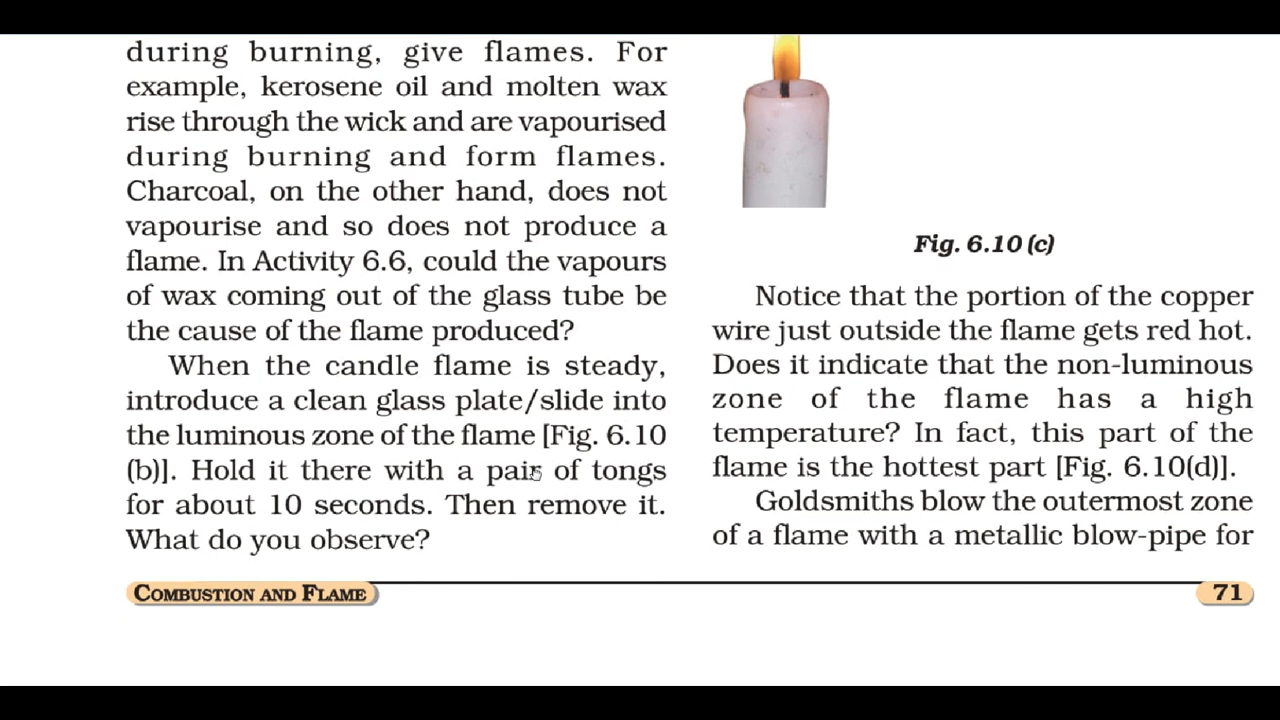 during burning, give flames. For
example, kerosene oil and molten wax
rise through the wick and are vapourised
during burning and form flames.
Charcoal, on the other hand, does not
vapourise and so does not produce a
flame. In Activity 6.6, could the vapours
of wax coming out of the glass tube be
the cause of the flame produced?
When the candle flame is steady,
introduce a clean glass plate/slide into
the luminous zone of the flame [Fig. 6.10
(b)]. Hold it there with a pair of tongs
for about 10 seconds. Then remove it.
What do you observe?
Fig. 6.10 (c)
Notice that the portion of the copper
wire just outside the flame gets red hot.
Does it indicate that the non-luminous
zone of the flame has a high
temperature? In fact, this part of the
flame is the hottest part [Fig. 6.10(d)].
Goldsmiths blow the outermost zone
of a flame with a metallic blow-pipe for
COMBUSTION AND FLAME
71